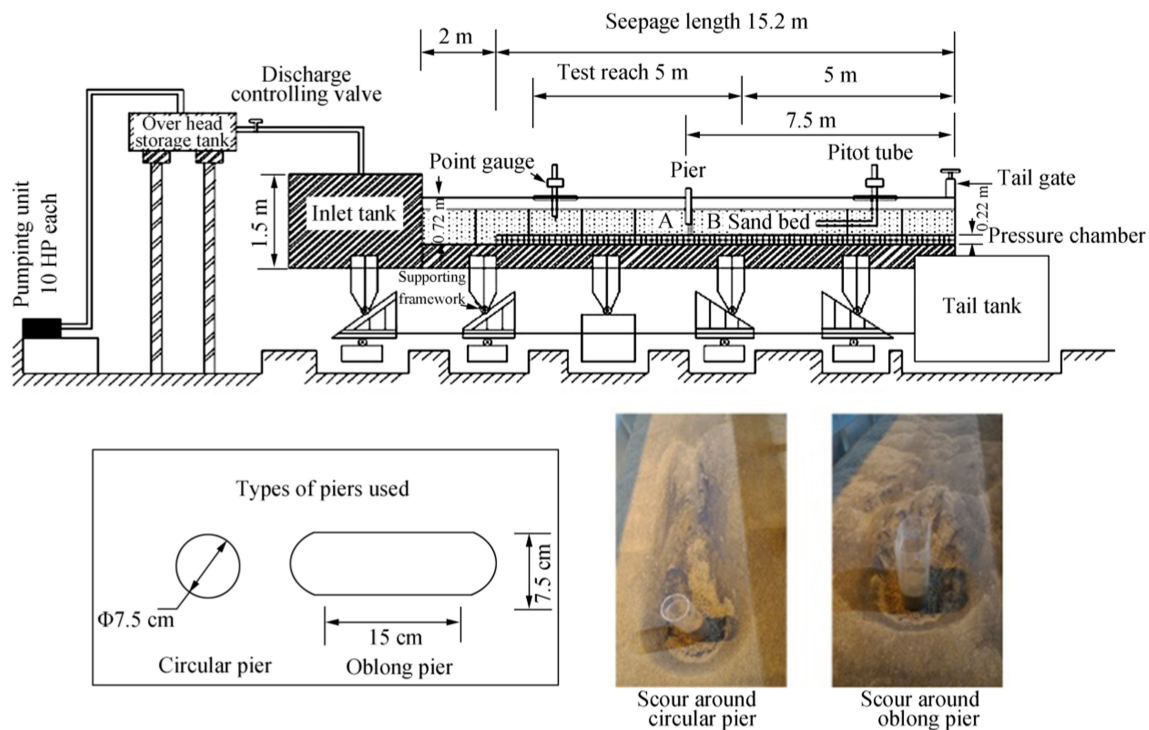 Seepage length 15.2 m
2 m
Discharge
controlling valve
Test reach 5 m
5 m
7.5 m
Over head
storage tank
Point gauge
Pier
Pitot tube
Tail gate
Pumpintg unit
10 HP each
1.5 m
Inlet tank
0.72 m
A
B Sand bed
0.22 m
Pressure chamber
Supporting
framework
Tail tank
Types of piers used
Φ7.5 cm
15 cm
7.5 cm
Circular pier
Oblong pier
Scour around
circular pier
Scour around
oblong pier